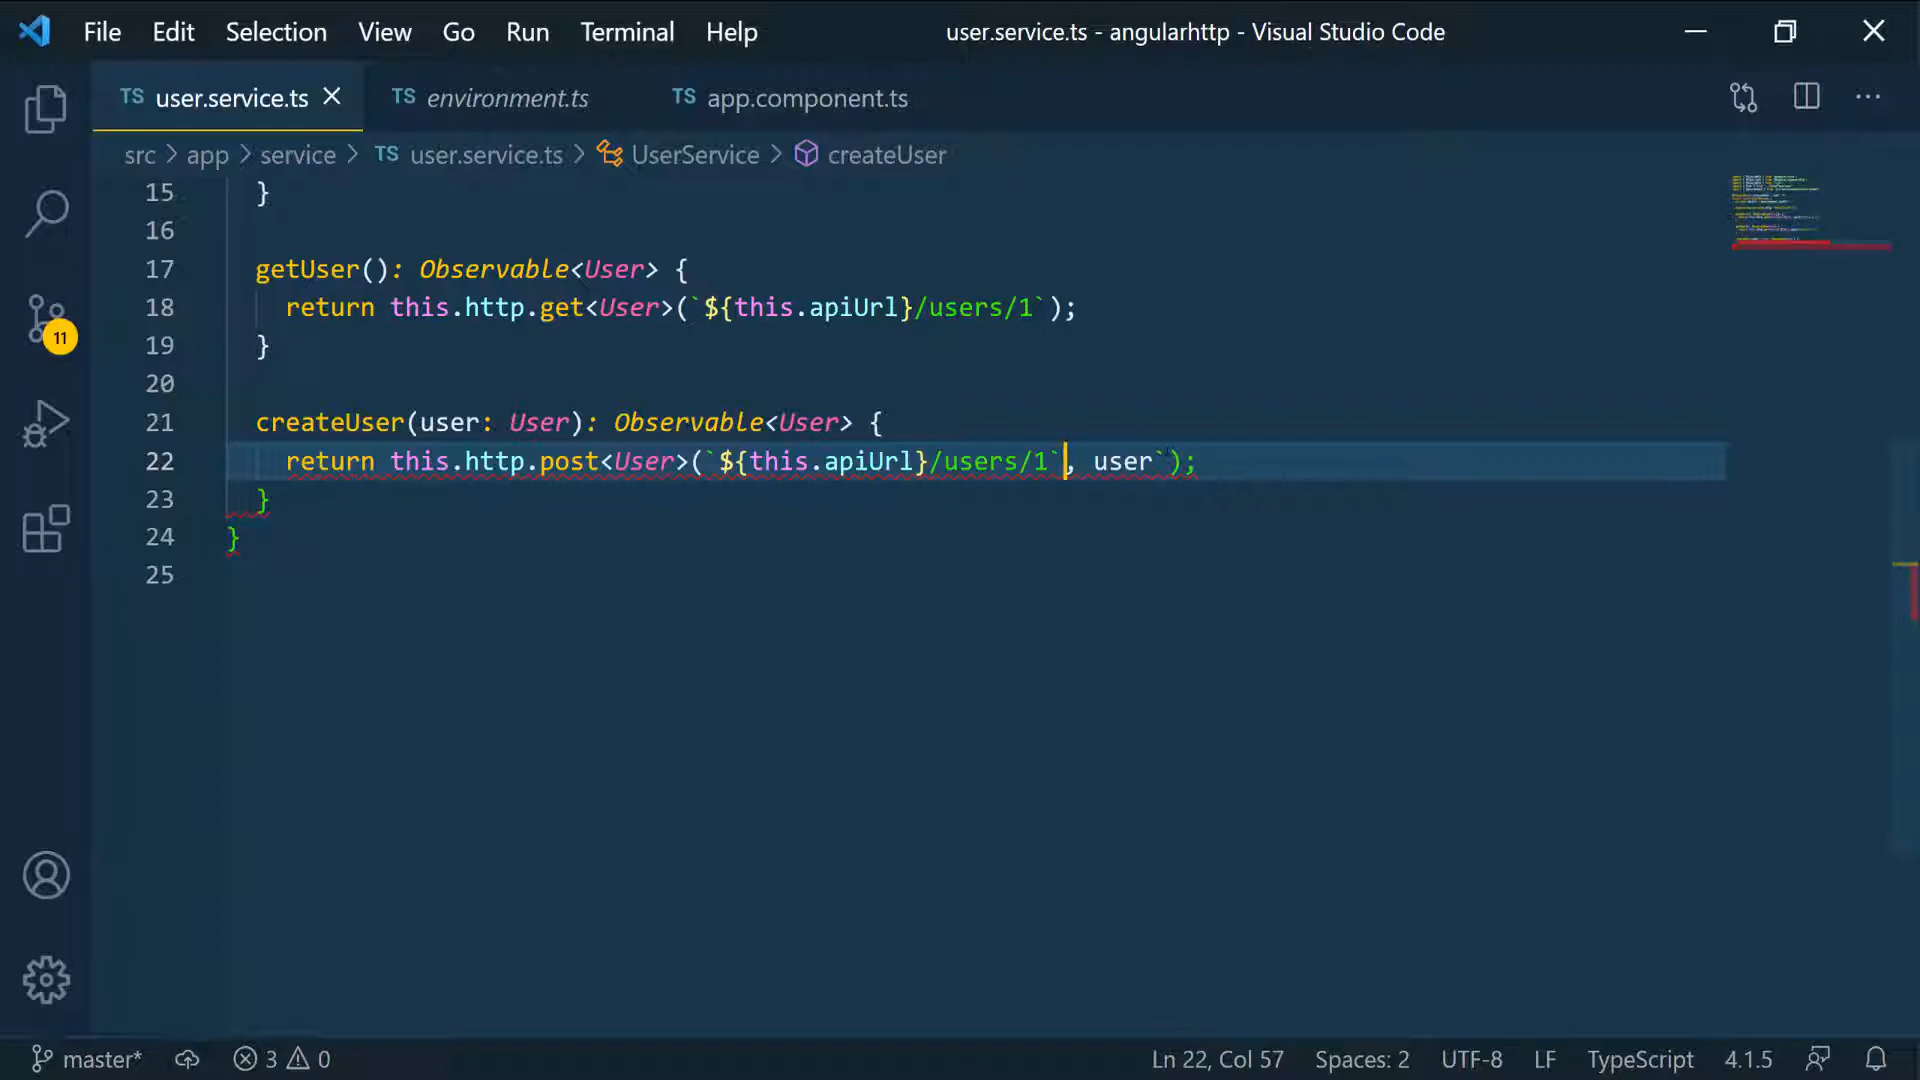 File Edit Selection View Go Run Terminal Help user.service.ts - angularhttp - Visual Studio Code
TS user.service.ts TS environment.ts TS app.component.ts
src > app > service > TS user.service.ts > UserService > createUser
15 }
16
17 getUser(): Observable<User> {
18 return this.http.get<User>(`${this.apiUrl}/users/1`);
19 }
20
21 createUser(user: User): Observable<User> {
22 return this.http.post<User>(`${this.apiUrl}/users/1`, user`);
23 }
24 }
25
11
master* 3 0 Ln 22, Col 57 Spaces: 2 UTF-8 LF TypeScript 4.1.5